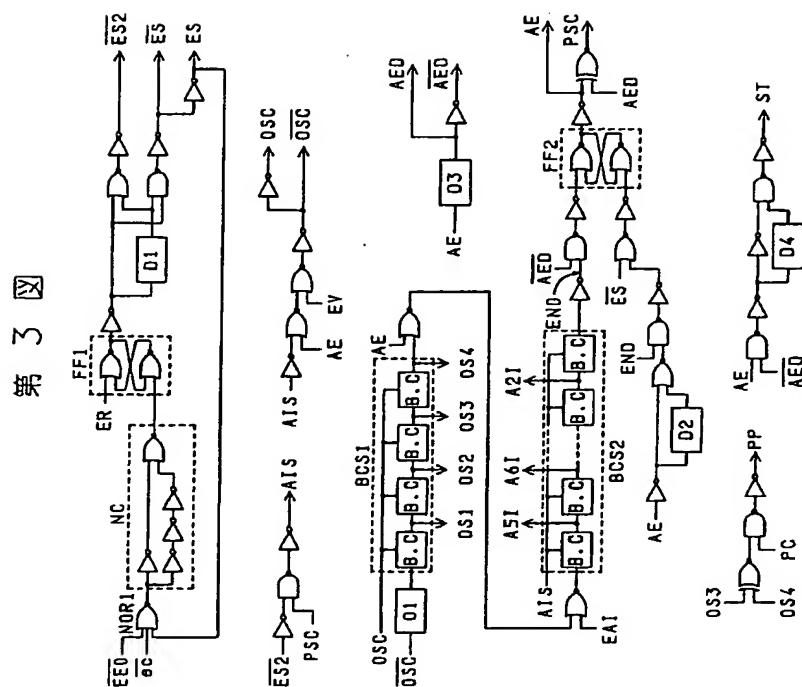 第 3 図
EEO
ec
NOR1
NC
ER
FF1
D1
ES2
ES
ES
ES2
PSC
AIS
AIS
AE
EV
OSC
OSC
AE
D3
AED
AED
OSC
OSC
D1
BCS1
B.C
B.C
B.C
B.C
OS1
OS2
OS3
OS4
AE
AIS
EAI
B.C
B.C
B.C
B.C
BCS2
A5I
A6I
A2I
END
AED
FF2
AE
PSC
AED
ES
END
AE
D2
OS3
OS4
PC
PP
AE
AED
D4
ST